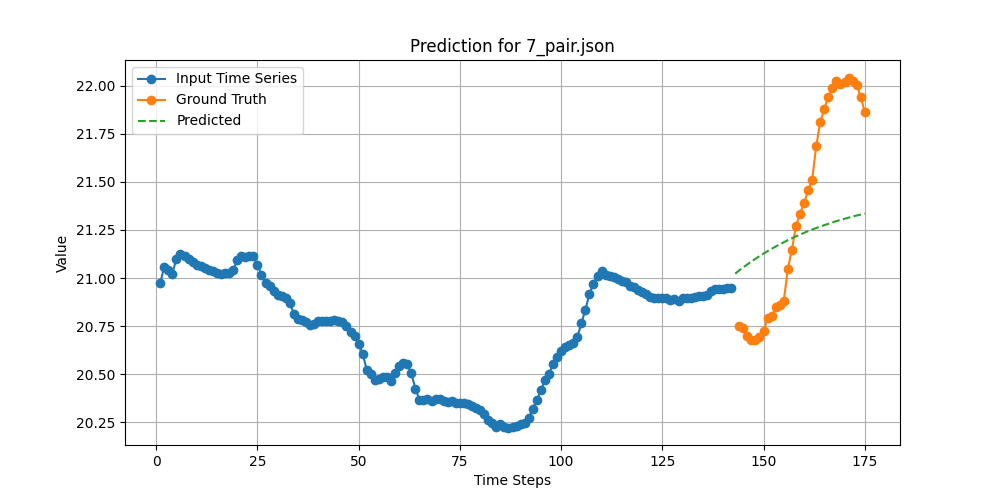 Prediction for 7_pair.json
Input Time Series
Ground Truth
Predicted
22.00
21.75
21.50
21.25
21.00
20.75
20.50
20.25
Value
0 25 50 75 100 125 150 175
Time Steps